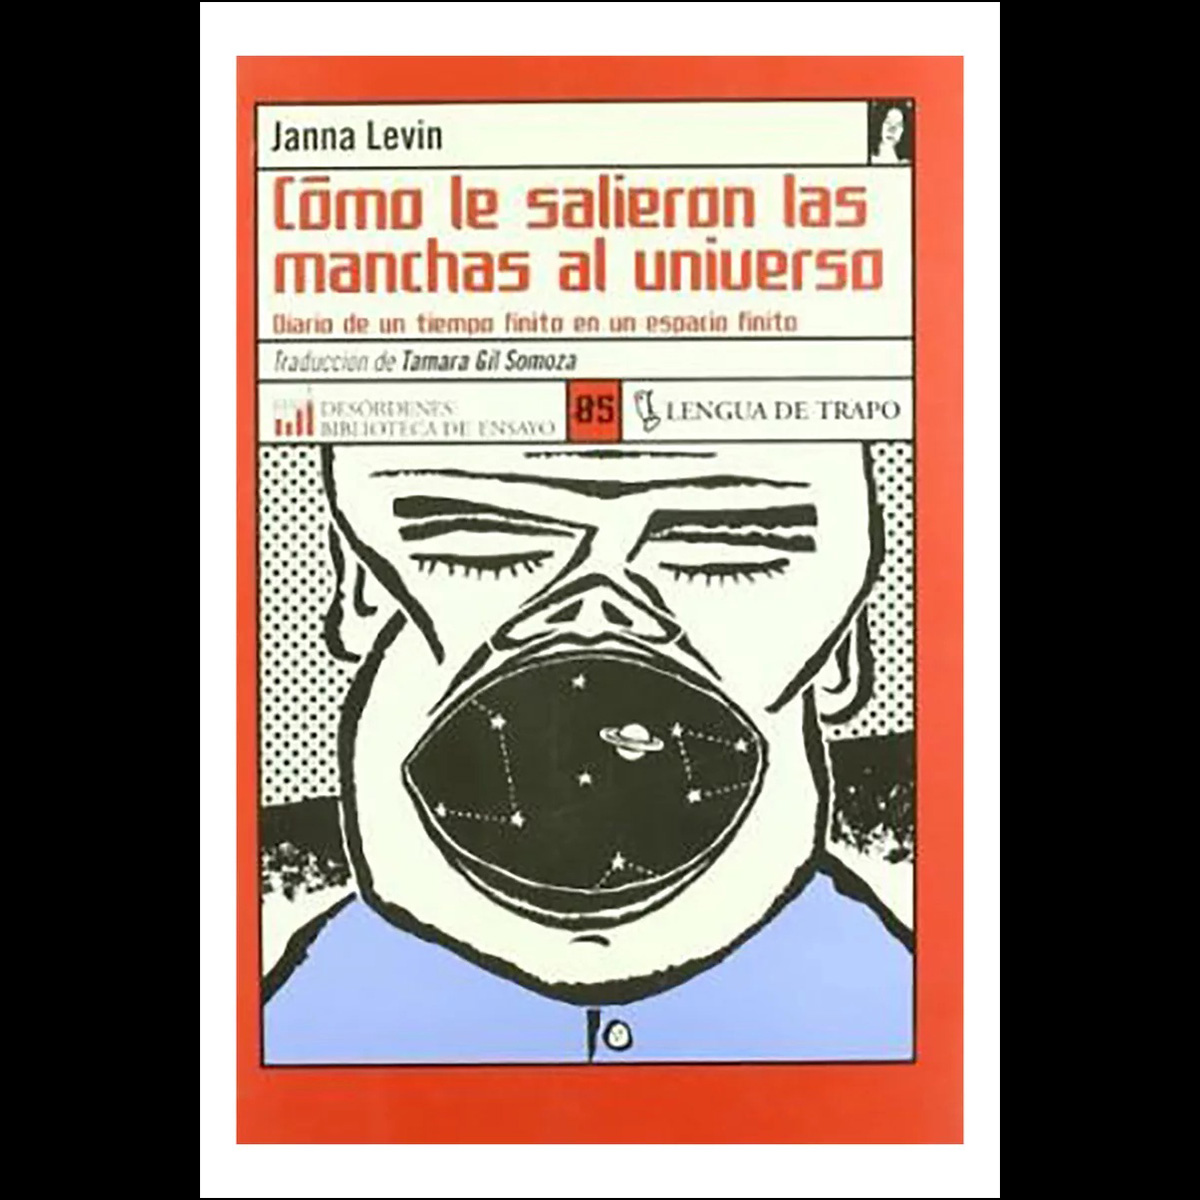 Janna Levin
Cómo le salieron las
manchas al universo
Diario de un tiempo finito en un espacio finito
Traducción de Tamara Gil Somoza
DESÓRDENES
BIBLIOTECA DE ENSAYO
85
LENGUA DE TRAPO